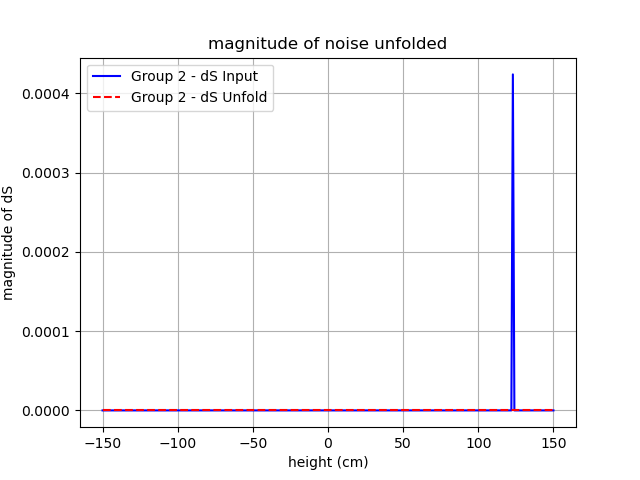 magnitude of noise unfolded
Group 2 - dS Input
Group 2 - dS Unfold
magnitude of dS
0.0004
0.0003
0.0002
0.0001
0.0000
−150
−100
−50
0
50
100
150
height (cm)